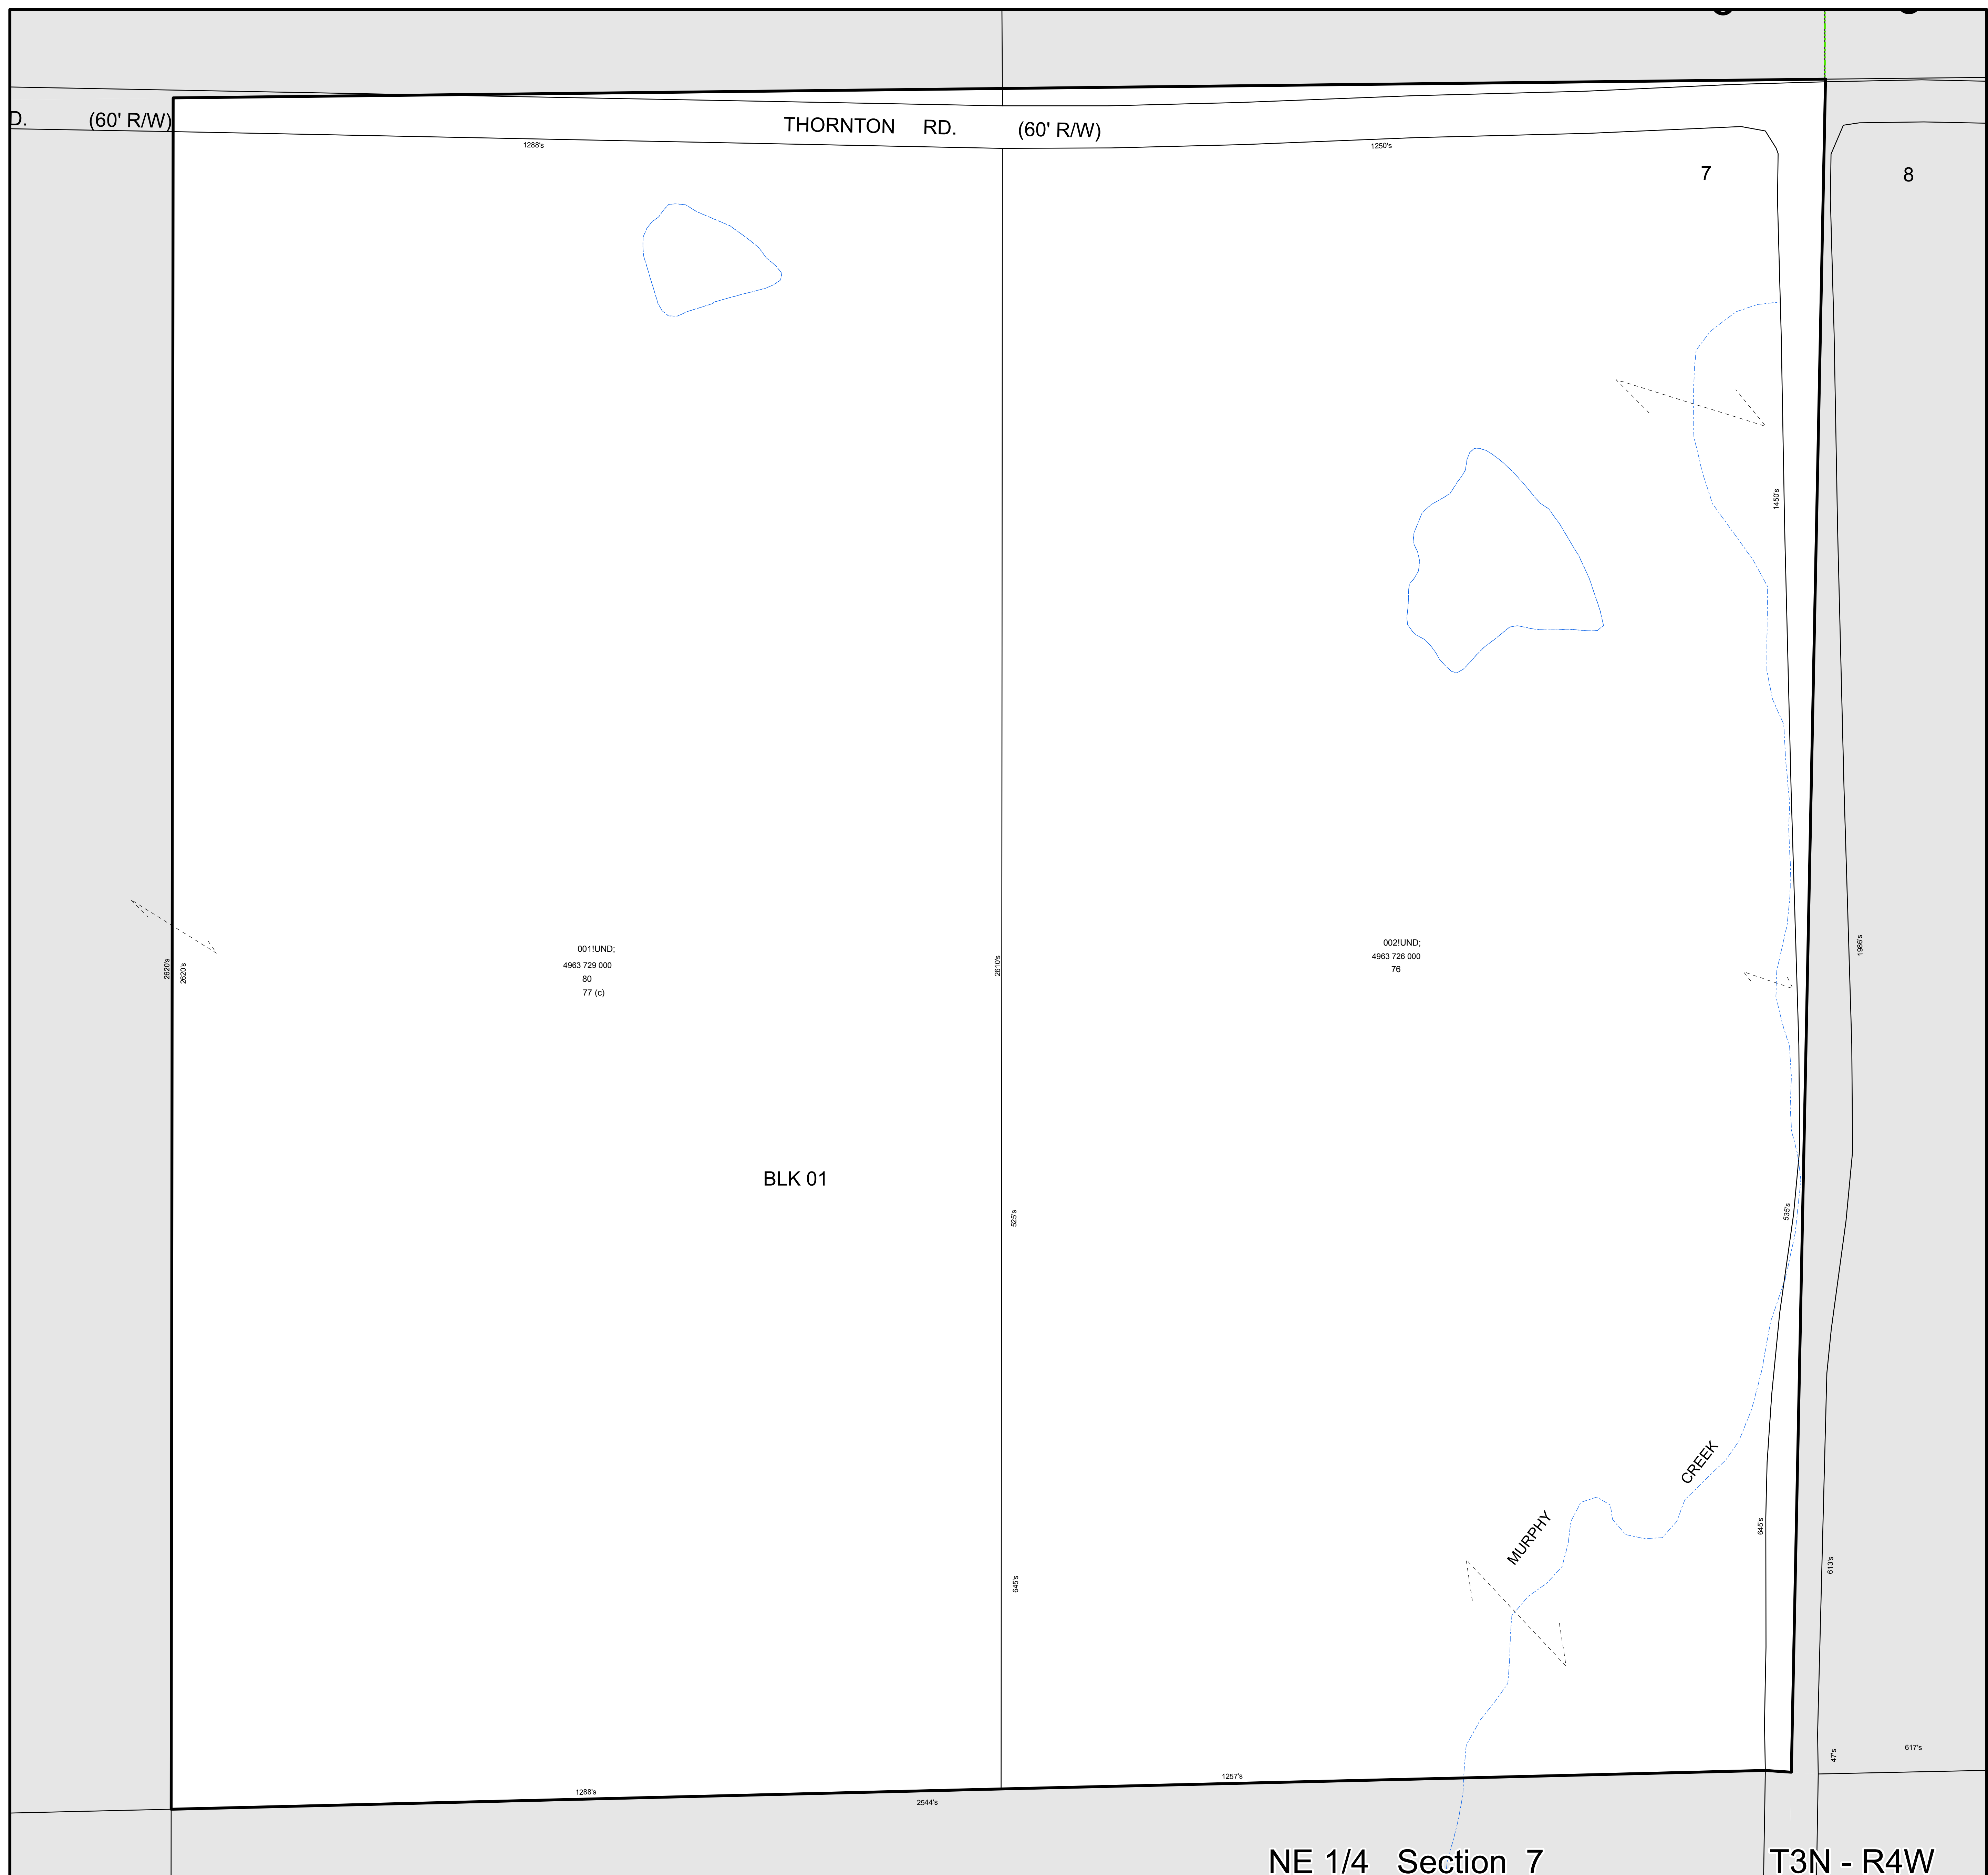 D. (60' R/W)
THORNTON RD. (60' R/W)
1288's
1250's
7
8
1450's
001!UND;
4963 729 000
80
77 (c)
002!UND;
4963 726 000
76
2620's
2620's
2610's
1986's
BLK 01
525's
535's
MURPHY CREEK
645's
645's
613's
47's
617's
1288's
1257's
2544's
NE 1/4 Section 7
T3N - R4W